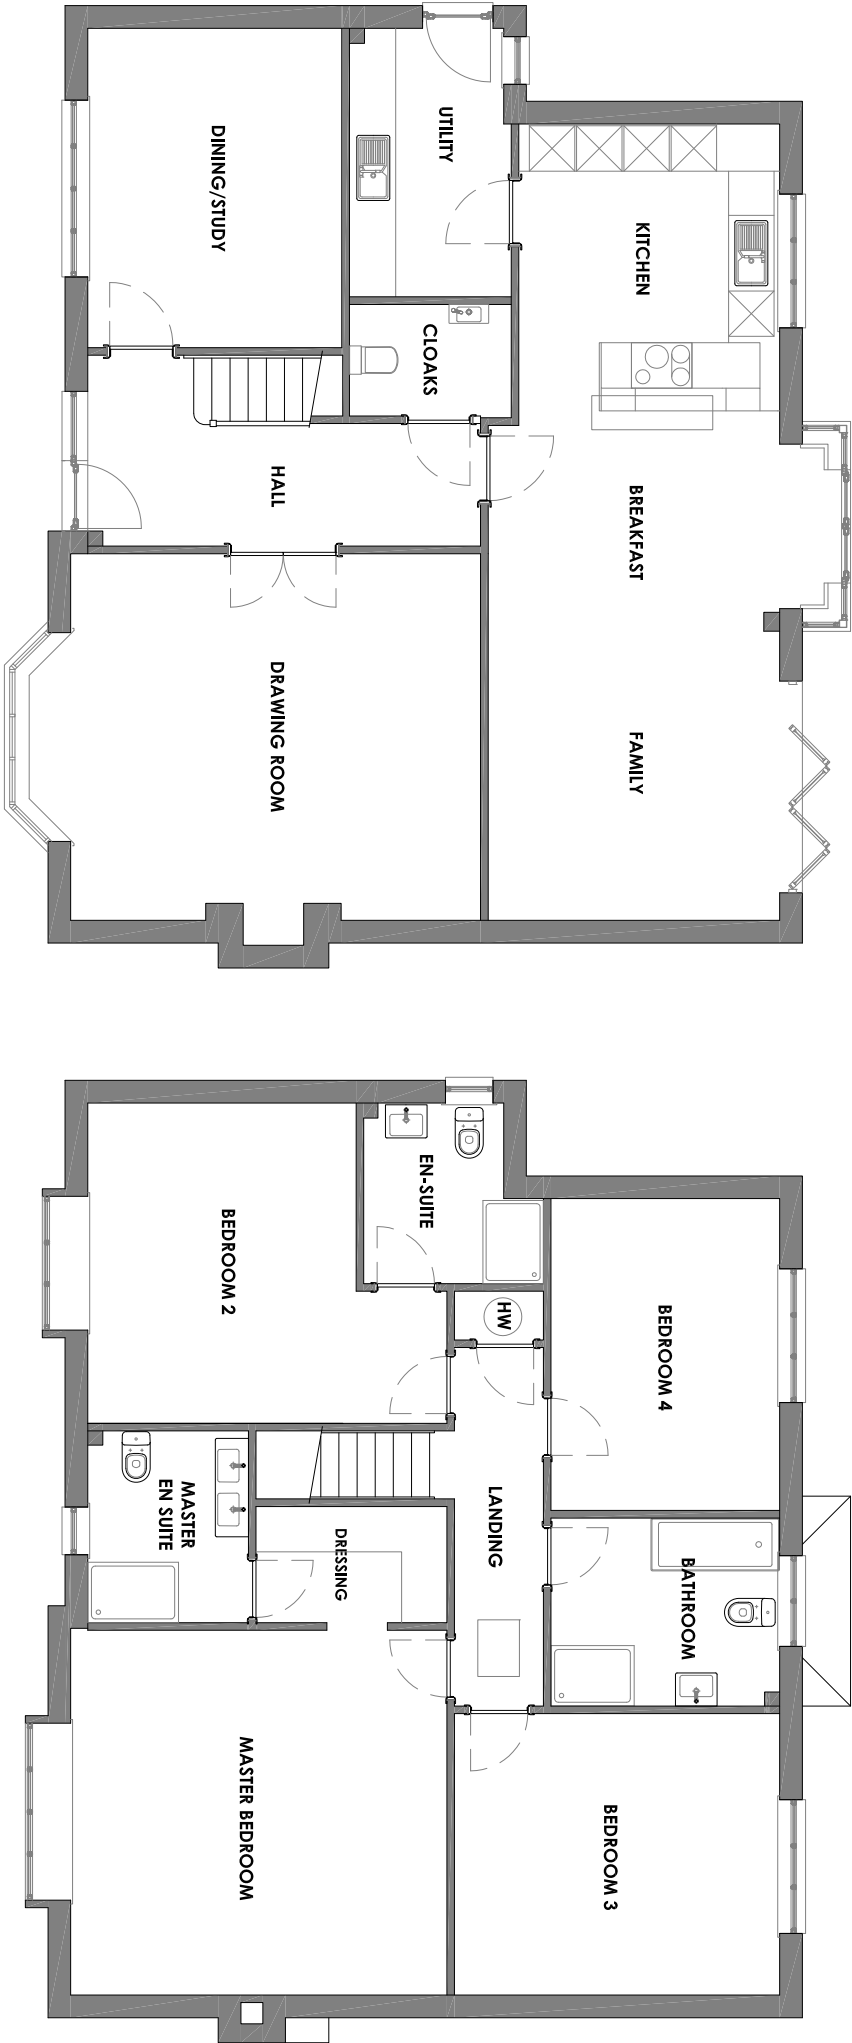 DINING/STUDY
UTILITY
KITCHEN
CLOAKS
HALL
BREAKFAST
DRAWING ROOM
FAMILY
BEDROOM 2
EN-SUITE
HW
BEDROOM 4
MASTER
EN SUITE
DRESSING
LANDING
BATHROOM
MASTER BEDROOM
BEDROOM 3